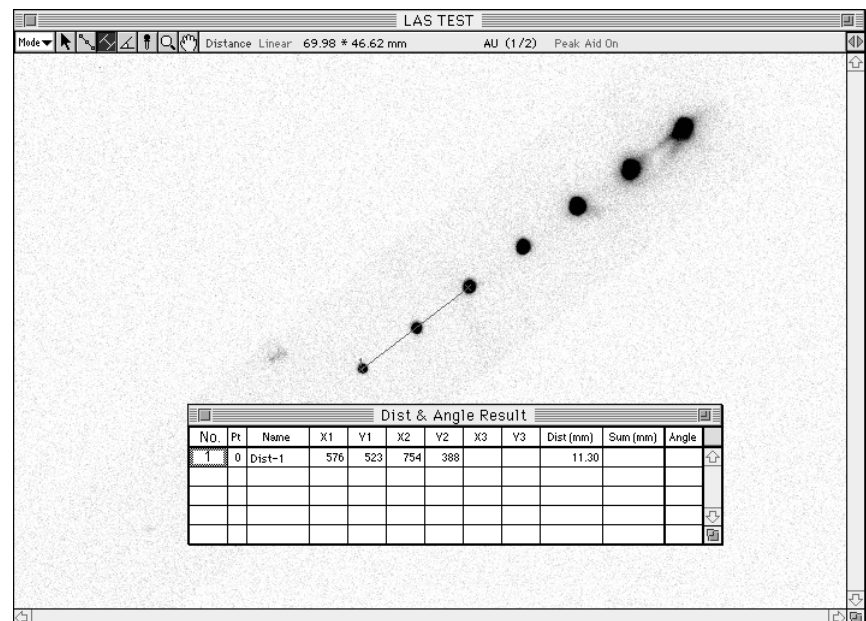 LAS TEST
Mode Distance Linear 69.98 * 46.62 mm AU (1/2) Peak Aid On
1
Dist & Angle Result
No. Pt Name X1 Y1 X2 Y2 X3 Y3 Dist (mm) Sum (mm) Angle
1 0 Dist-1 576 523 754 388 11.30